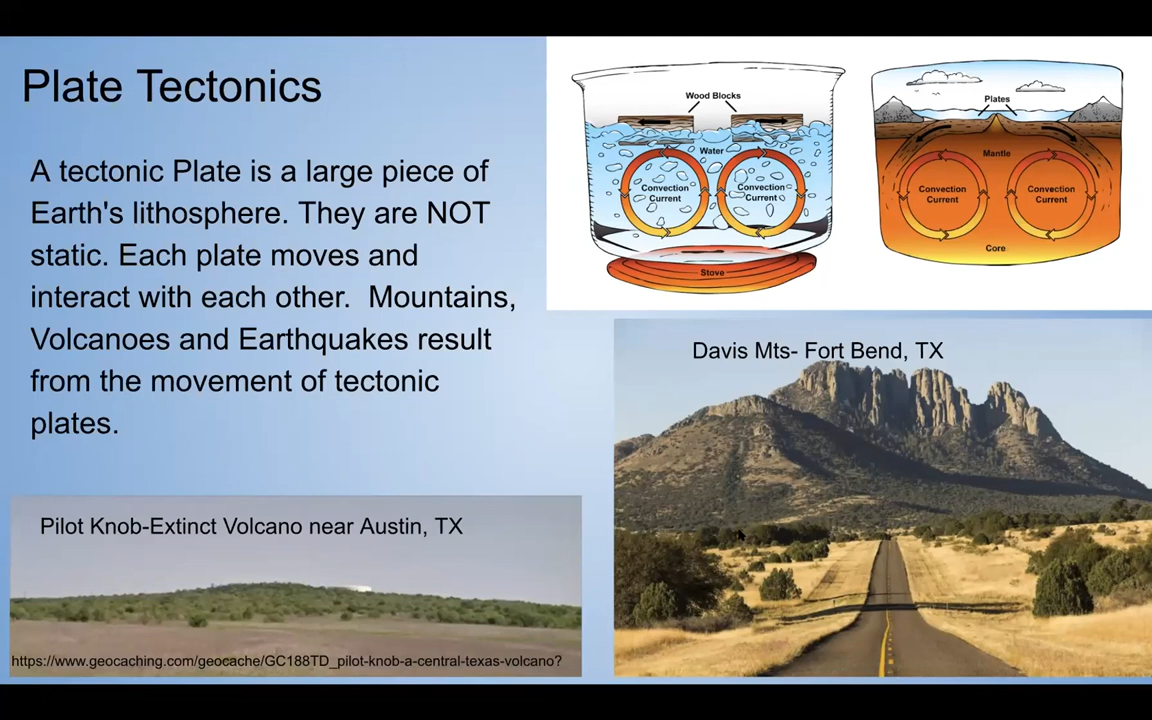 Plate Tectonics
A tectonic Plate is a large piece of
Earth's lithosphere. They are NOT
static. Each plate moves and
interact with each other.  Mountains,
Volcanoes and Earthquakes result
from the movement of tectonic
plates.
Wood Blocks
Water
Convection
Current
Convection
Current
Stove
Plates
Mantle
Convection
Current
Convection
Current
Core
Davis Mts- Fort Bend, TX
Pilot Knob-Extinct Volcano near Austin, TX
https://www.geocaching.com/geocache/GC188TD_pilot-knob-a-central-texas-volcano?